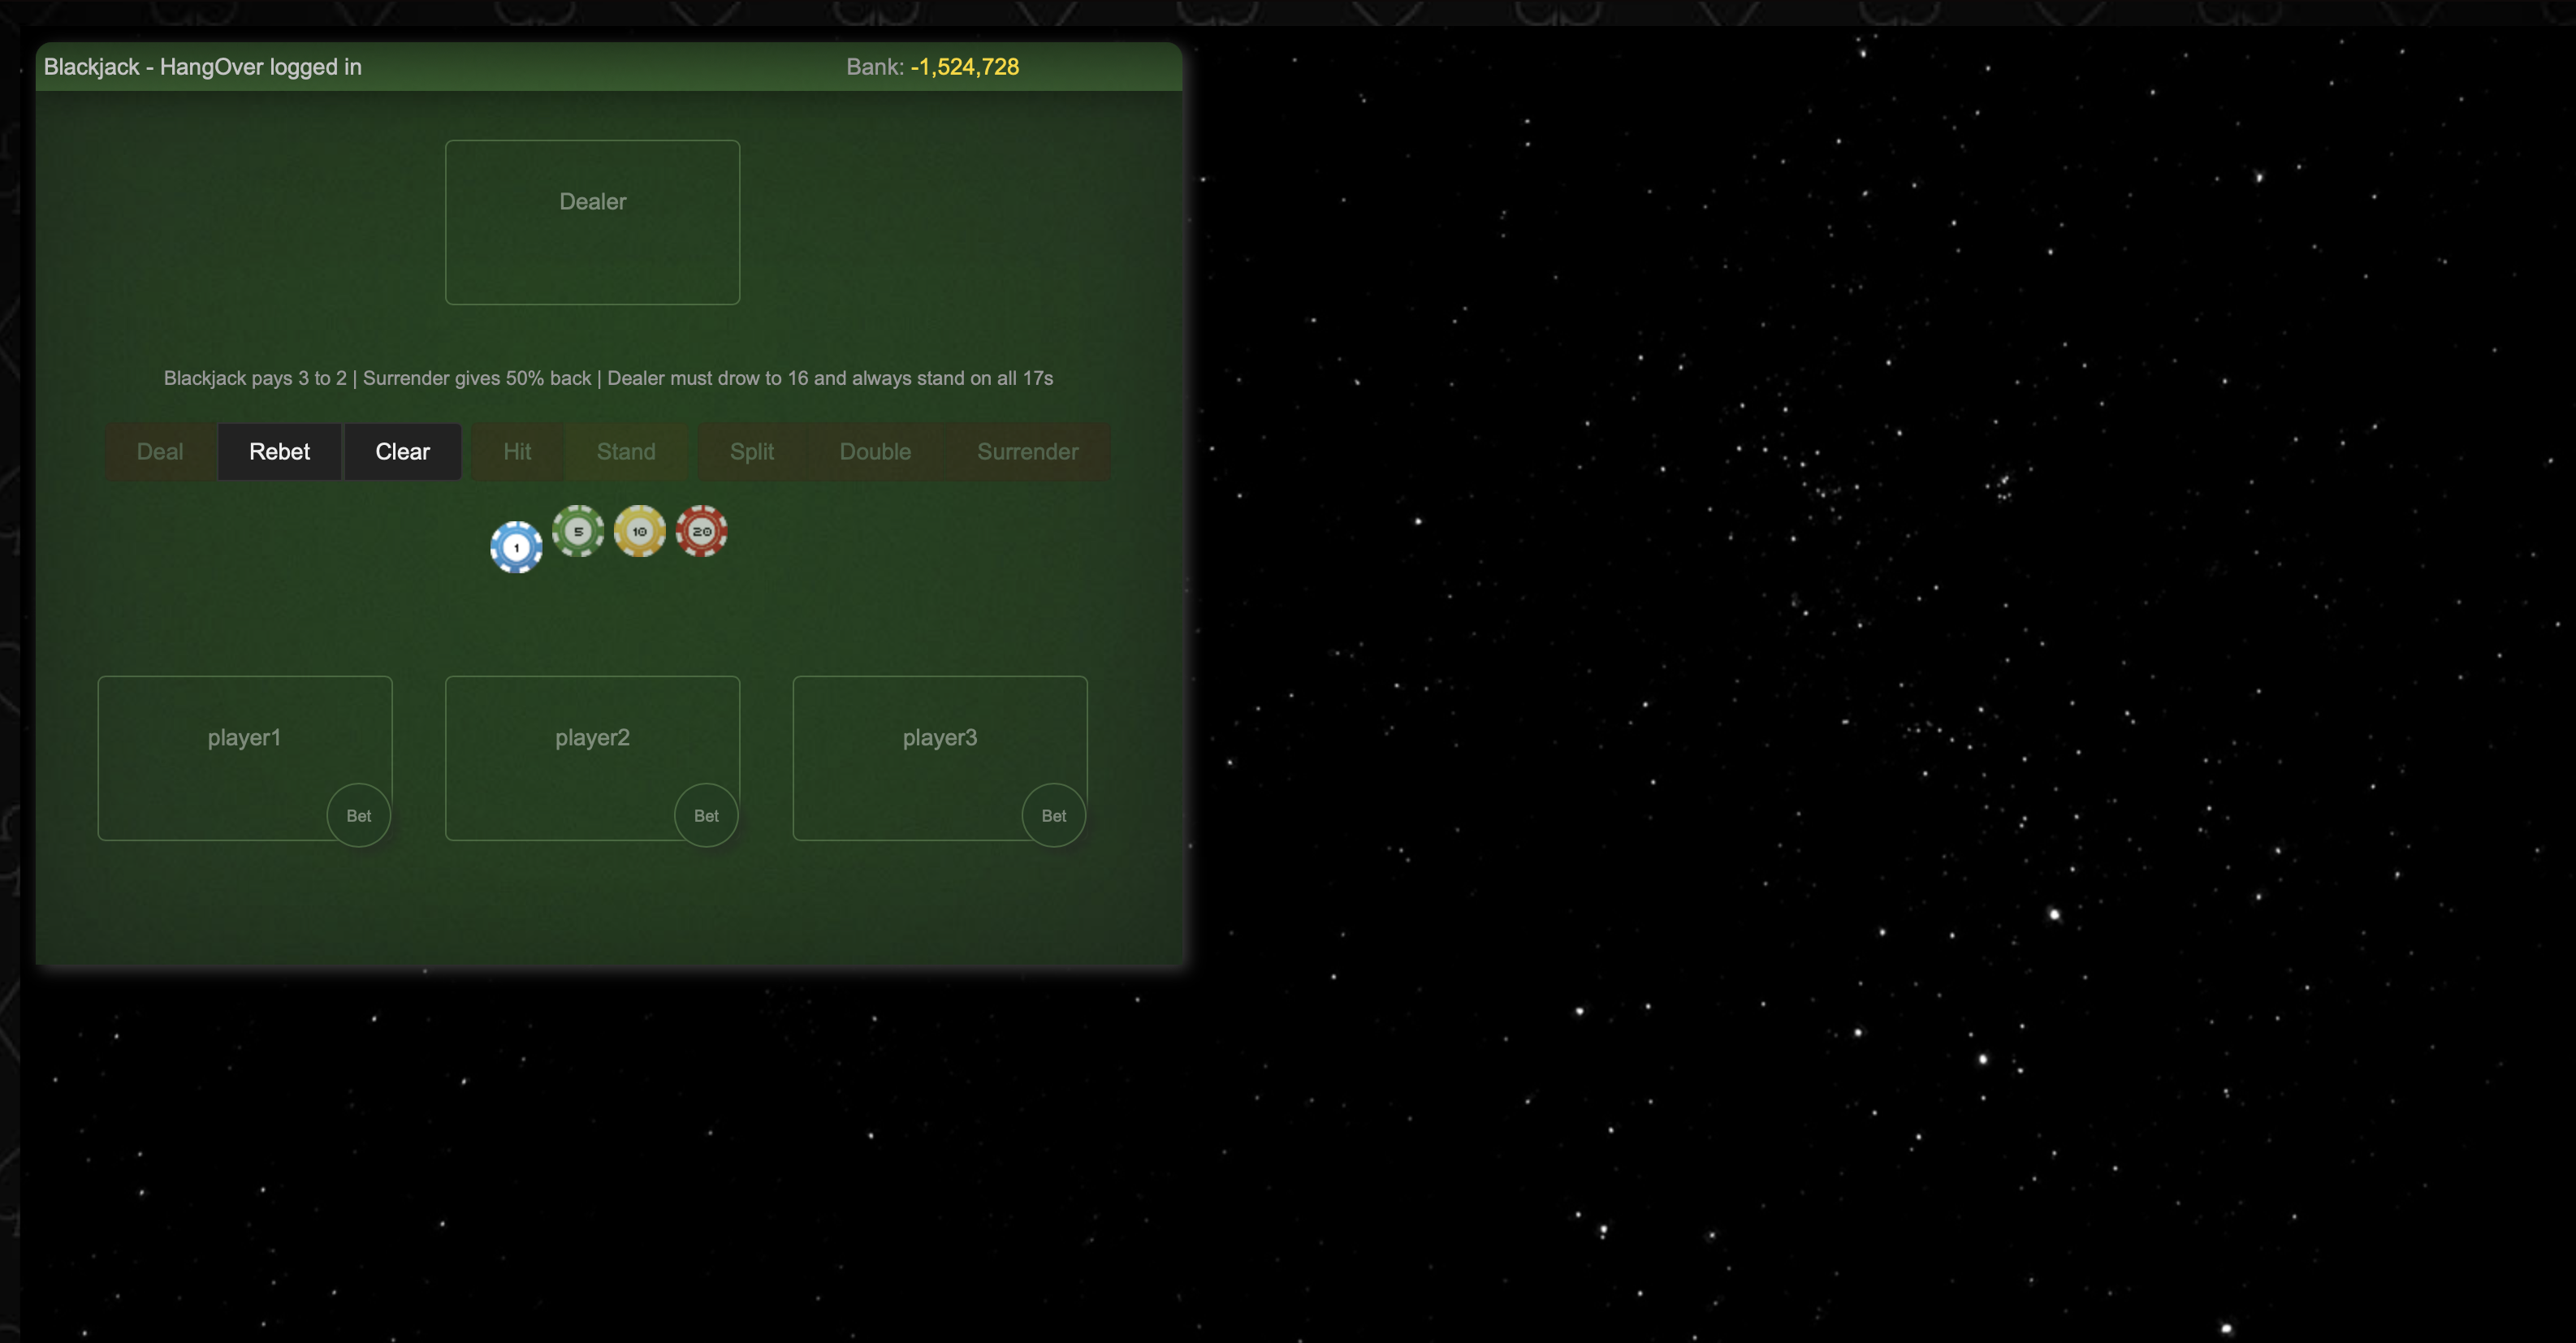 Blackjack - HangOver logged in Bank: -1,524,728
Dealer
Blackjack pays 3 to 2 | Surrender gives 50% back | Dealer must drow to 16 and always stand on all 17s
Deal Rebet Clear Hit Stand Split Double Surrender
1 5 10 20
player1 player2 player3
Bet Bet Bet